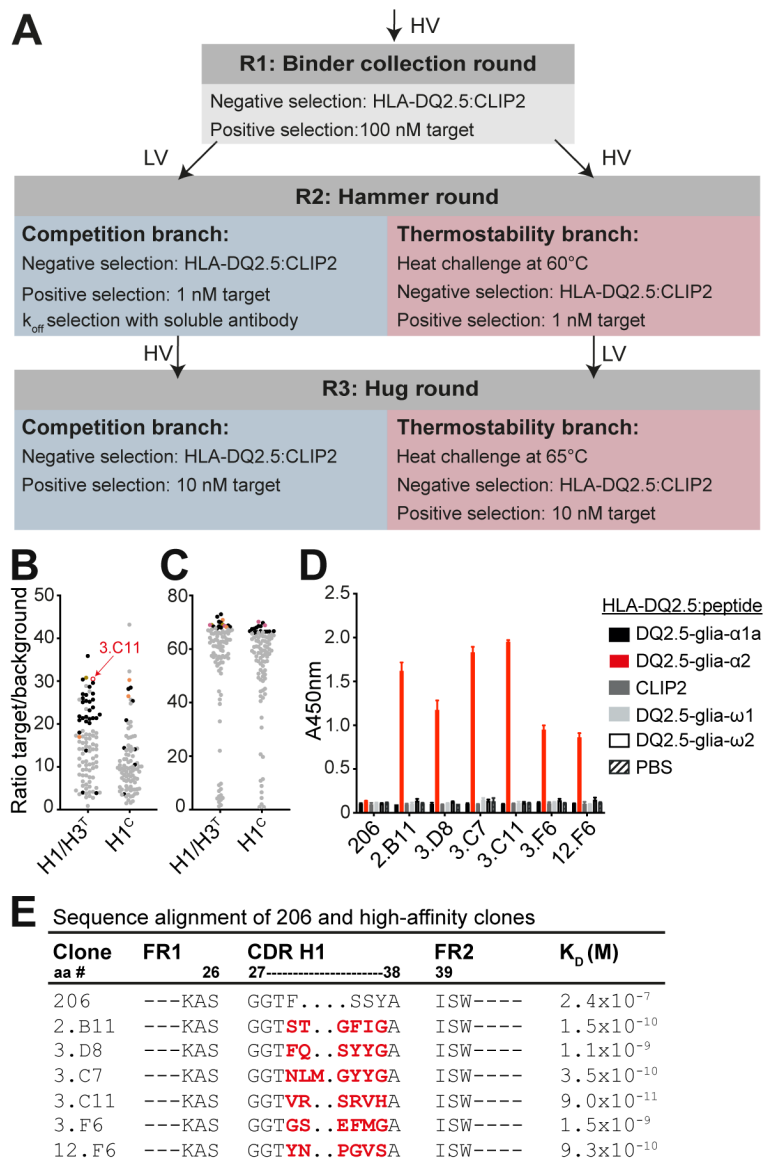 A
HV
R1: Binder collection round
Negative selection: HLA-DQ2.5:CLIP2
Positive selection:100 nM target
LV
HV
R2: Hammer round
Competition branch:
Negative selection: HLA-DQ2.5:CLIP2
Positive selection: 1 nM target
koff selection with soluble antibody
Thermostability branch:
Heat challenge at 60°C
Negative selection: HLA-DQ2.5:CLIP2
Positive selection: 1 nM target
HV
LV
R3: Hug round
Competition branch:
Negative selection: HLA-DQ2.5:CLIP2
Positive selection: 10 nM target
Thermostability branch:
Heat challenge at 65°C
Negative selection: HLA-DQ2.5:CLIP2
Positive selection: 10 nM target
B
Ratio target/background
50
40
30
20
10
0
3.C11
H1/H3ᵀ
H1ᶜ
C
80
60
40
20
0
H1/H3ᵀ
H1ᶜ
D
A450nm
2.5
2.0
1.5
1.0
0.5
0
206
2.B11
3.D8
3.C7
3.C11
3.F6
12.F6
HLA-DQ2.5:peptide
DQ2.5-glia-α1a
DQ2.5-glia-α2
CLIP2
DQ2.5-glia-ω1
DQ2.5-glia-ω2
PBS
E Sequence alignment of 206 and high-affinity clones
Clone FR1 CDR H1 FR2 KD (M)
aa # 26 27-----------------------38 39
206 ---KAS GGTF....SSYA ISW---- 2.4x10⁻⁷
2.B11 ---KAS GGTST..GFIGA ISW---- 1.5x10⁻¹⁰
3.D8 ---KAS GGTFQ..SYYGA ISW---- 1.1x10⁻⁹
3.C7 ---KAS GGTNLM.GYYGA ISW---- 3.5x10⁻¹⁰
3.C11 ---KAS GGTVR..SRVHA ISW---- 9.0x10⁻¹¹
3.F6 ---KAS GGTGS..EFMGA ISW---- 1.5x10⁻⁹
12.F6 ---KAS GGTYN..PGVSA ISW---- 9.3x10⁻¹⁰